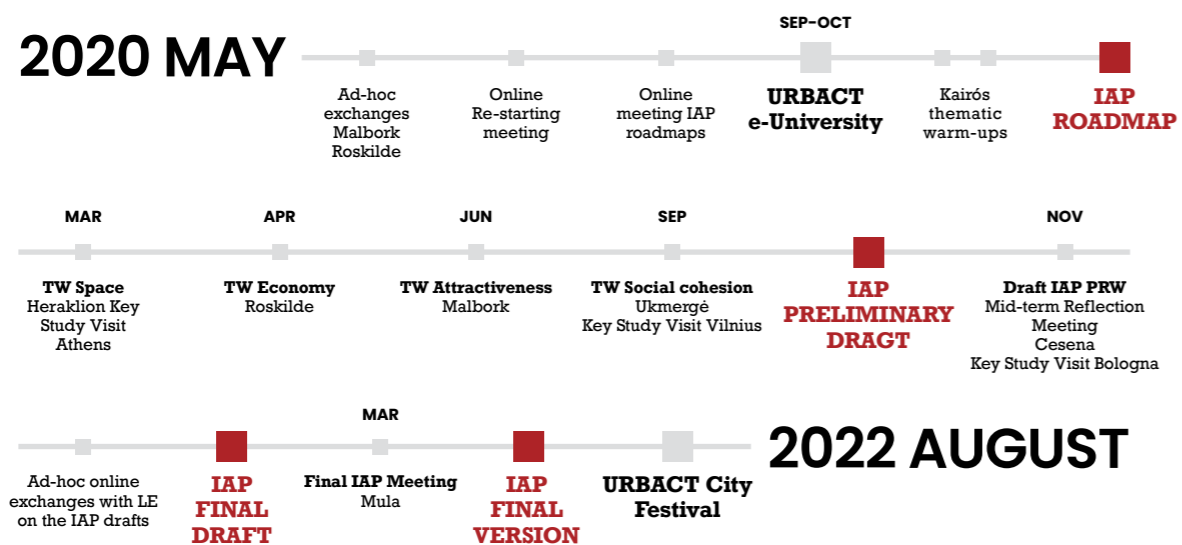 2020 MAY
SEP-OCT
Ad-hoc
exchanges
Malbork
Roskilde
Online
Re-starting
meeting
Online
meeting IAP
roadmaps
URBACT
e-University
Kairós
thematic
warm-ups
IAP
ROADMAP
MAR
TW Space
Heraklion Key
Study Visit
Athens
APR
TW Economy
Roskilde
JUN
TW Attractiveness
Malbork
SEP
TW Social cohesion
Ukmergė
Key Study Visit Vilnius
IAP
PRELIMINARY
DRAGT
NOV
Draft IAP PRW
Mid-term Reflection
Meeting
Cesena
Key Study Visit Bologna
Ad-hoc online
exchanges with LE
on the IAP drafts
IAP
FINAL
DRAFT
MAR
Final IAP Meeting
Mula
IAP
FINAL
VERSION
URBACT City
Festival
2022 AUGUST